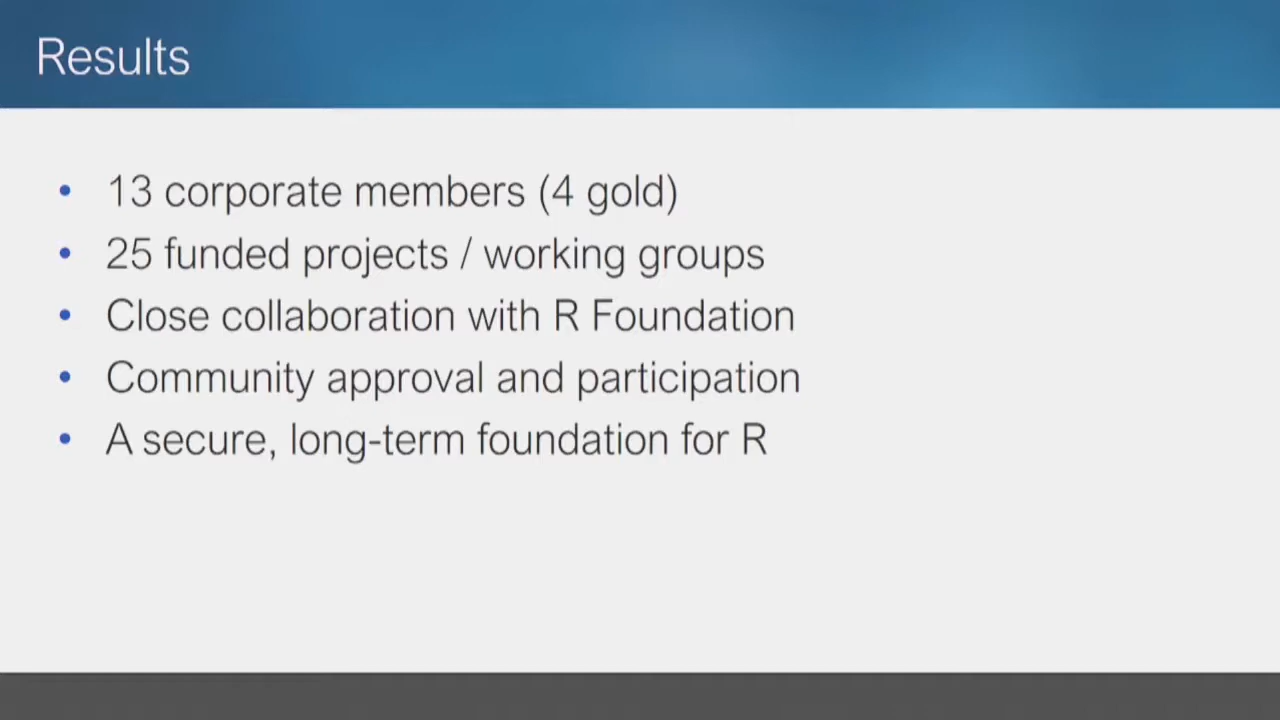 Results
• 13 corporate members (4 gold)
• 25 funded projects / working groups
• Close collaboration with R Foundation
• Community approval and participation
• A secure, long-term foundation for R